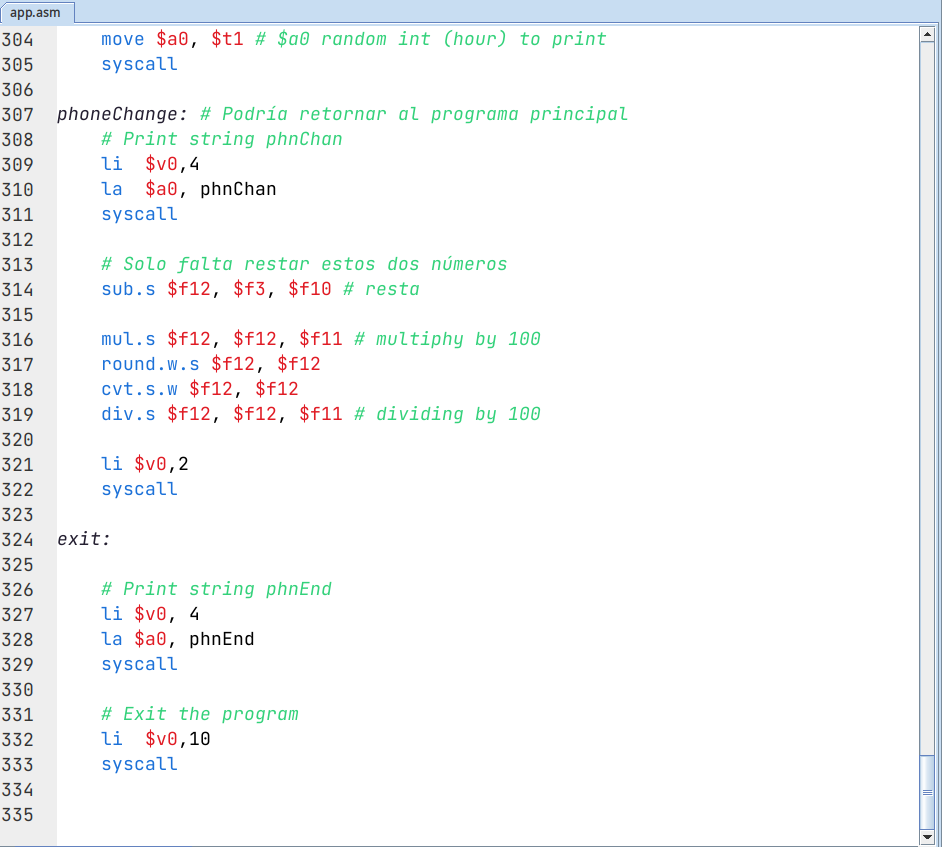 app.asm
304 move $a0, $t1 # $a0 random int (hour) to print
305 syscall
306
307 phoneChange: # Podría retornar al programa principal
308 # Print string phnChan
309 li $v0,4
310 la $a0, phnChan
311 syscall
312
313 # Solo falta restar estos dos números
314 sub.s $f12, $f3, $f10 # resta
315
316 mul.s $f12, $f12, $f11 # multiphy by 100
317 round.w.s $f12, $f12
318 cvt.s.w $f12, $f12
319 div.s $f12, $f12, $f11 # dividing by 100
320
321 li $v0,2
322 syscall
323
324 exit:
325
326 # Print string phnEnd
327 li $v0, 4
328 la $a0, phnEnd
329 syscall
330
331 # Exit the program
332 li $v0,10
333 syscall
334
335